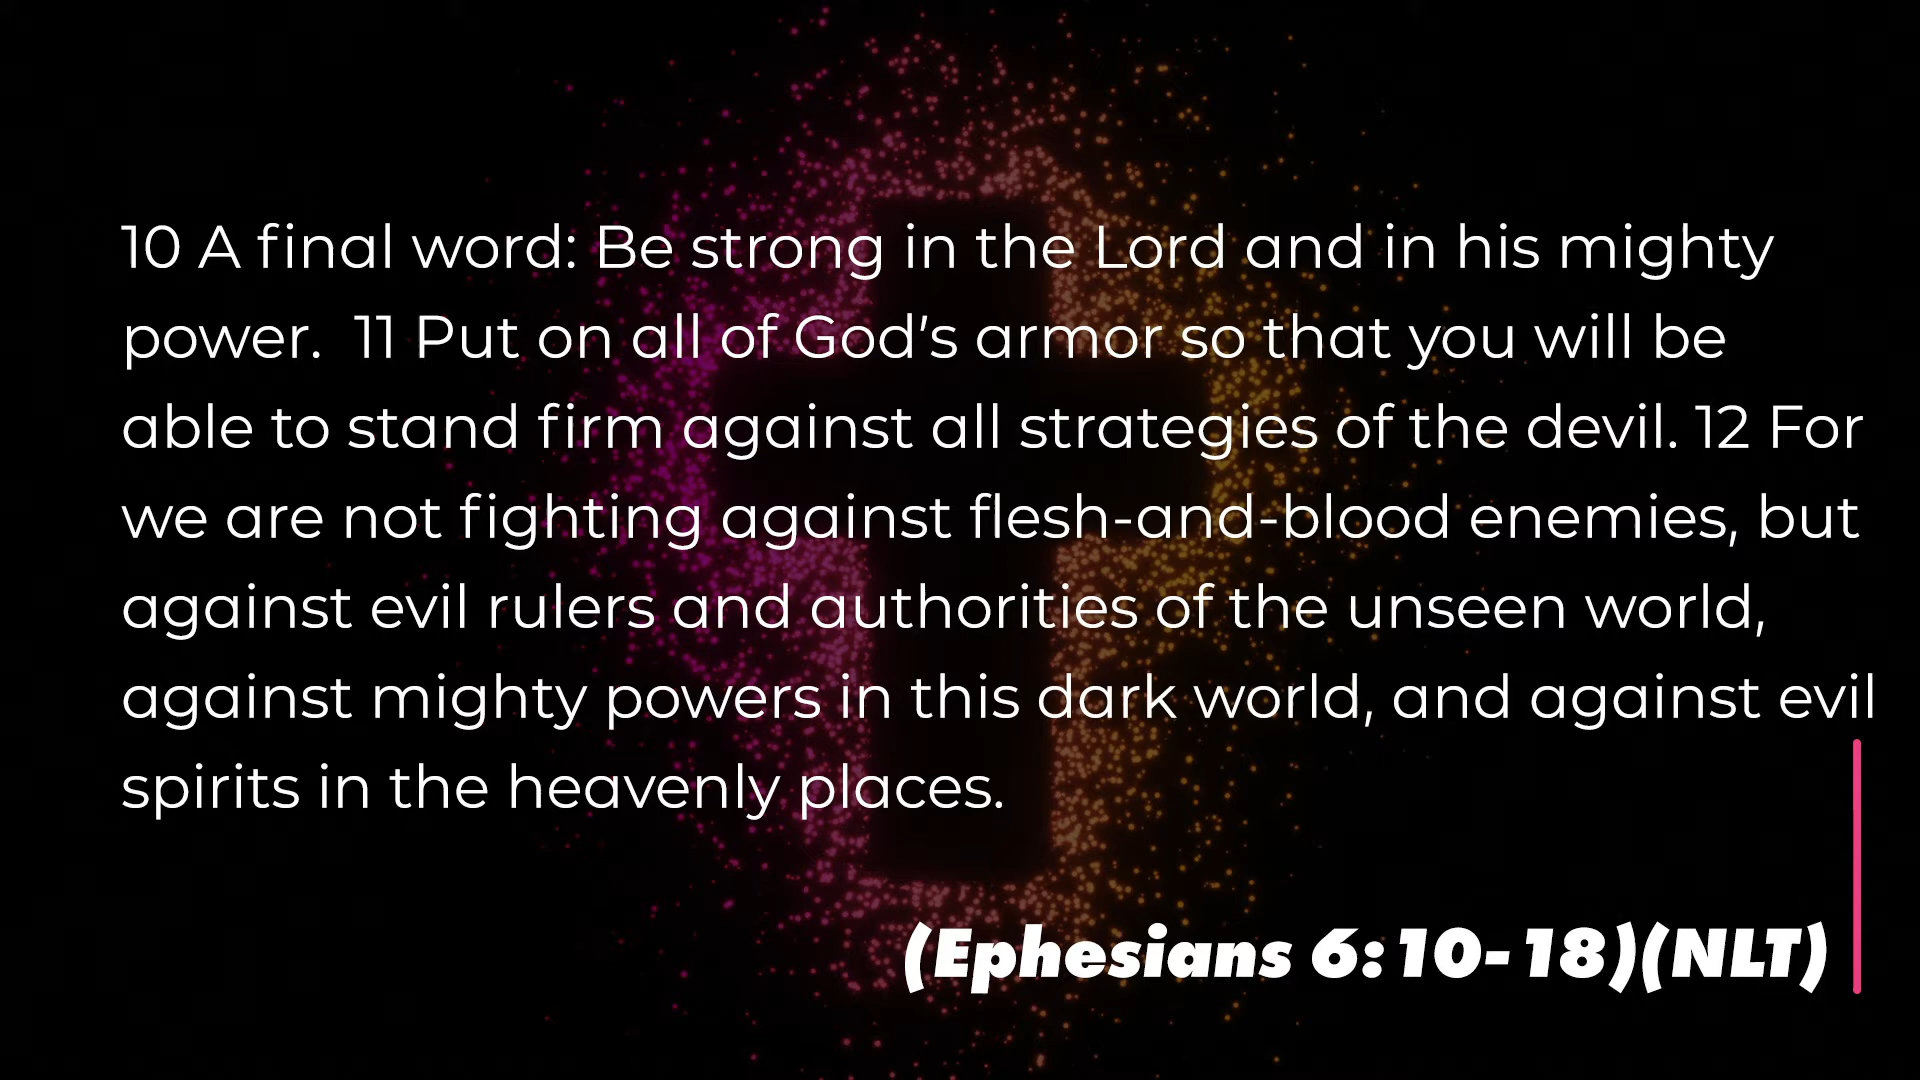 10 A final word: Be strong in the Lord and in his mighty
power.  11 Put on all of God’s armor so that you will be
able to stand firm against all strategies of the devil. 12 For
we are not fighting against flesh-and-blood enemies, but
against evil rulers and authorities of the unseen world,
against mighty powers in this dark world, and against evil
spirits in the heavenly places.
(Ephesians 6:10-18)(NLT)